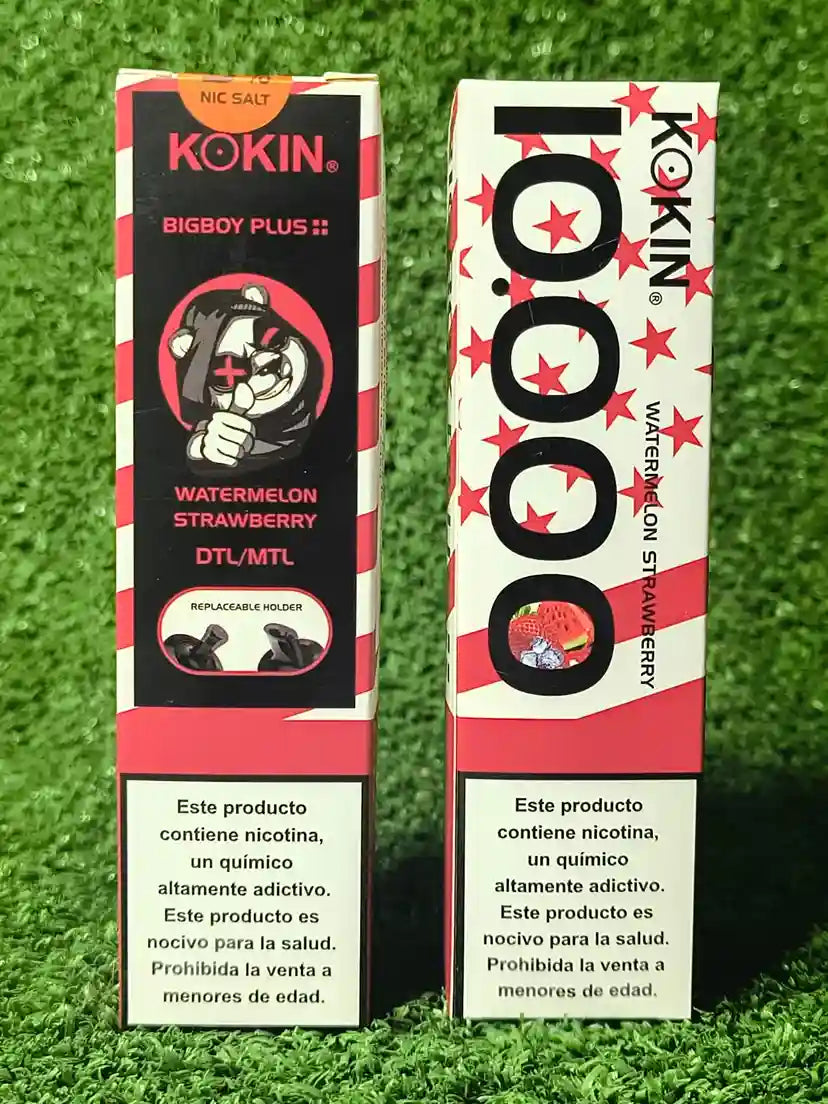 NIC SALT
KOKIN®
BIGBOY PLUS
WATERMELON
STRAWBERRY
DTL/MTL
REPLACEABLE HOLDER
Este producto
contiene nicotina,
un químico
altamente adictivo.
Este producto es
nocivo para la salud.
Prohibida la venta a
menores de edad.
KOKIN®
WATERMELON STRAWBERRY
10.000
Este producto
contiene nicotina,
un químico
altamente adictivo.
Este producto es
nocivo para la salud.
Prohibida la venta a
menores de edad.